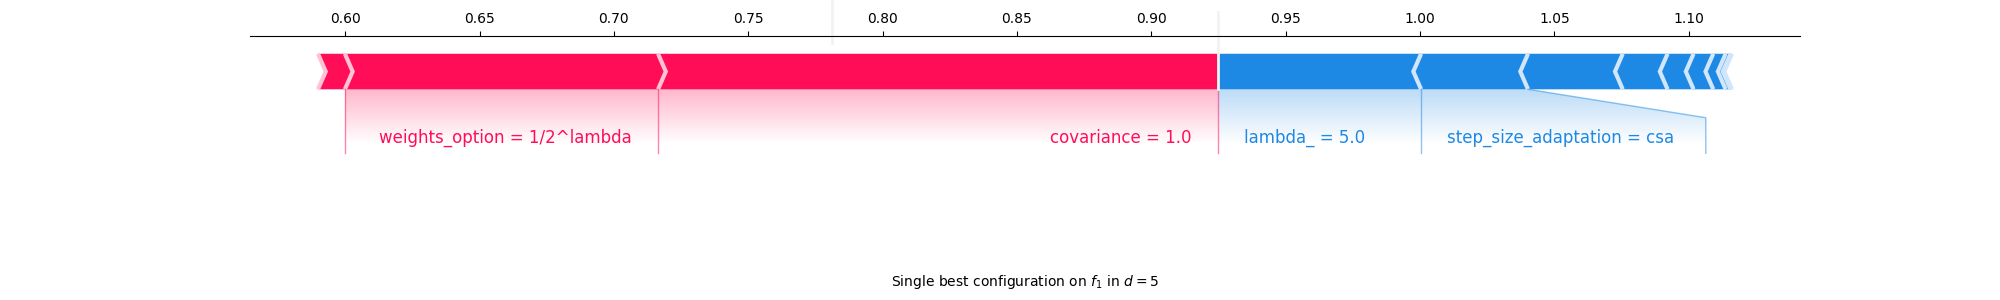 0.60 0.65 0.70 0.75 0.80 0.85 0.90 0.95 1.00 1.05 1.10
weights_option = 1/2^lambda covariance = 1.0 lambda_ = 5.0 step_size_adaptation = csa
Single best configuration on f₁ in d = 5